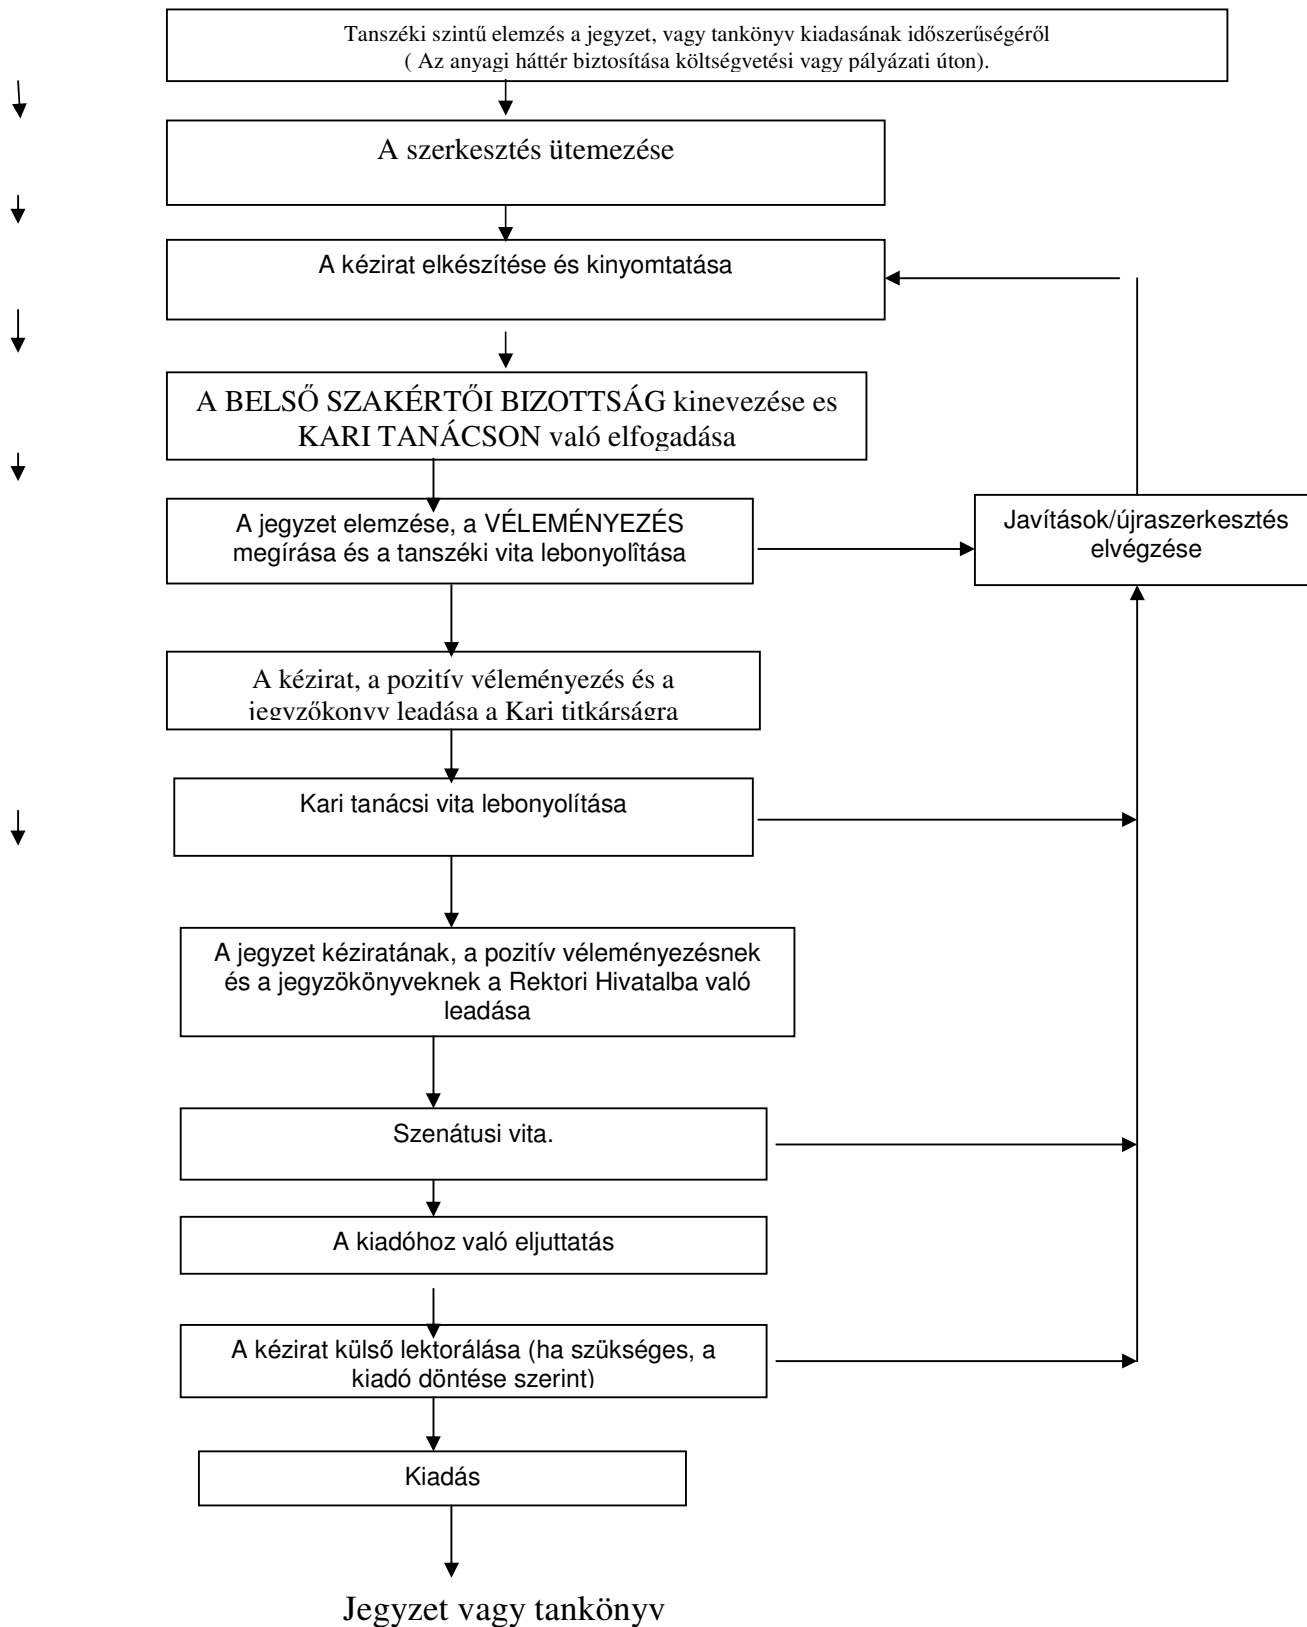 Tanszéki szintű elemzés a jegyzet, vagy tankönyv kiadasának időszerűségéről
( Az anyagi háttér biztosítása költségvetési vagy pályázati úton).
A szerkesztés ütemezése
A kézirat elkészítése és kinyomtatása
A BELSŐ SZAKÉRTŐI BIZOTTSÁG kinevezése es
KARI TANÁCSON való elfogadása
A jegyzet elemzése, a VÉLEMÉNYEZÉS
megírása és a tanszéki vita lebonyolîtása
Javítások/újraszerkesztés
elvégzése
A kézirat, a pozitív véleményezés és a
jegyzőkonyv leadása a Kari titkárságra
Kari tanácsi vita lebonyolítása
A jegyzet kéziratának, a pozitív véleményezésnek
és a jegyzökönyveknek a Rektori Hivatalba való
leadása
Szenátusi vita.
A kiadóhoz való eljuttatás
A kézirat külső lektorálása (ha szükséges, a
kiadó döntése szerint)
Kiadás
Jegyzet vagy tankönyv